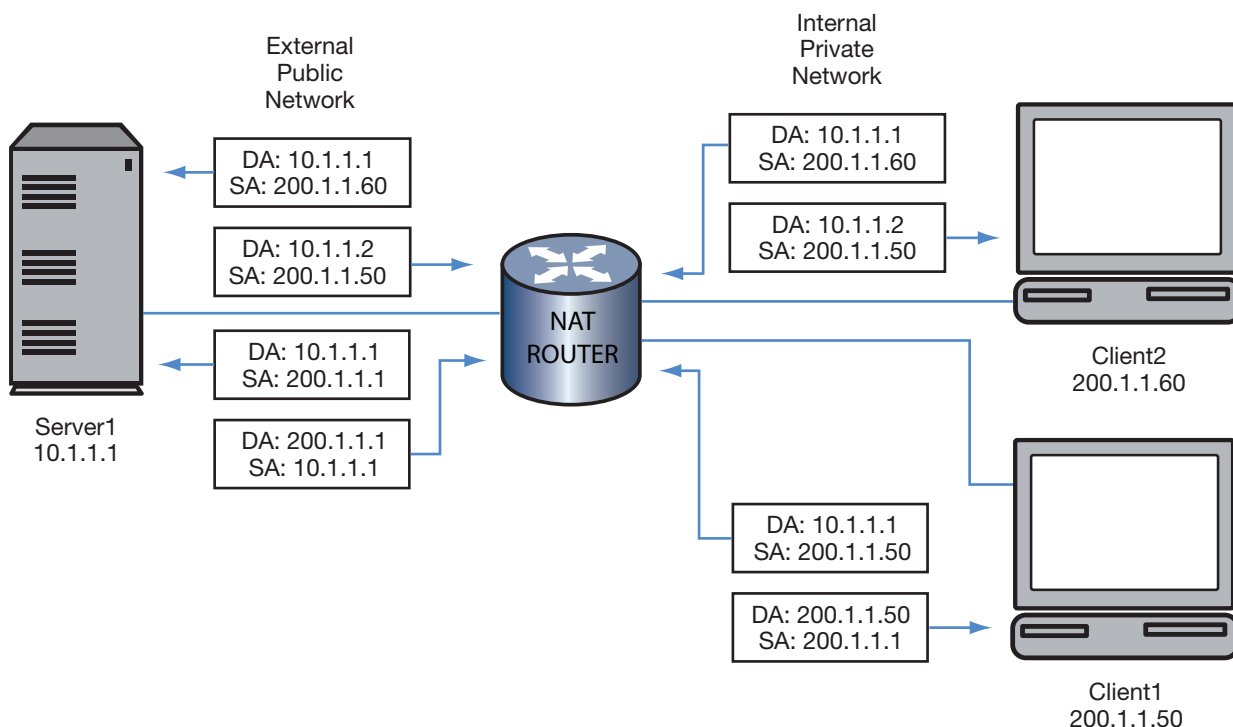 External
Public
Network
Internal
Private
Network
DA: 10.1.1.1
SA: 200.1.1.60
DA: 10.1.1.1
SA: 200.1.1.60
DA: 10.1.1.2
SA: 200.1.1.50
DA: 10.1.1.2
SA: 200.1.1.50
NAT
ROUTER
DA: 10.1.1.1
SA: 200.1.1.1
Client2
200.1.1.60
Server1
10.1.1.1
DA: 200.1.1.1
SA: 10.1.1.1
DA: 10.1.1.1
SA: 200.1.1.50
DA: 200.1.1.50
SA: 200.1.1.1
Client1
200.1.1.50